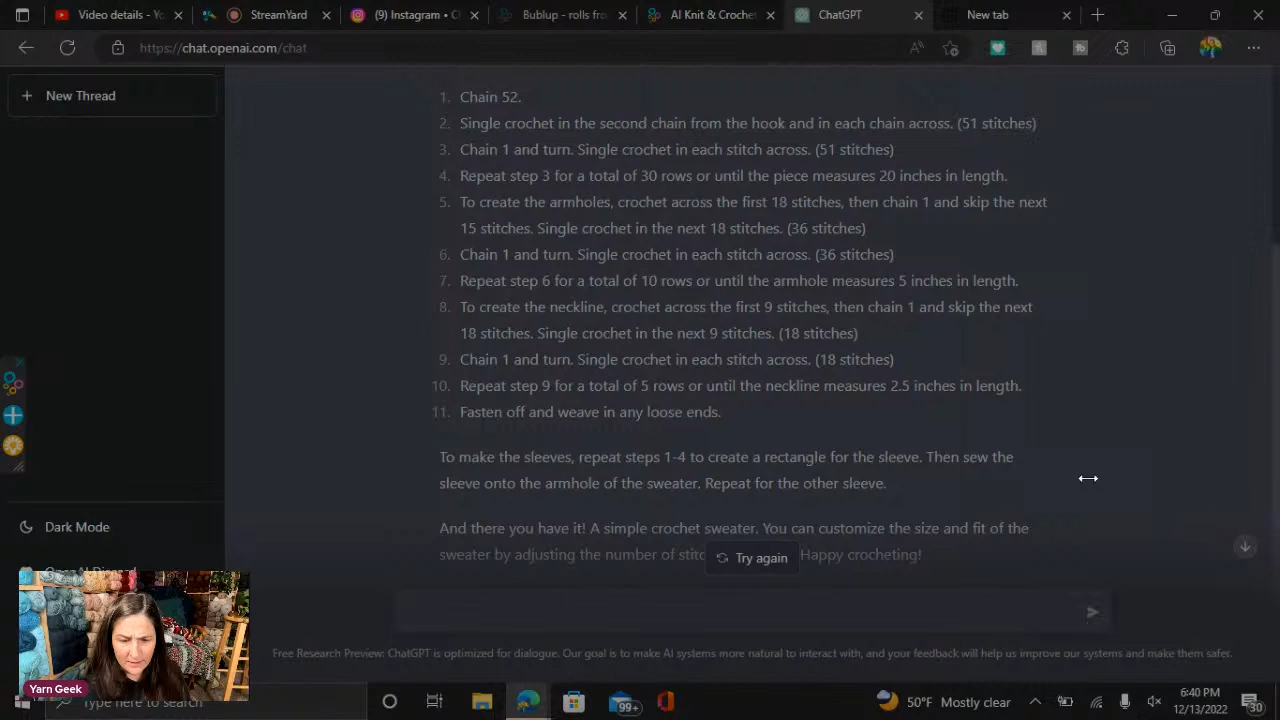 Video details - Yo
StreamYard
(9) Instagram • C
Bublup - rolls fro
AI Knit & Crochet
ChatGPT
New tab
https://chat.openai.com/chat
New Thread
1. Chain 52.
2. Single crochet in the second chain from the hook and in each chain across. (51 stitches)
3. Chain 1 and turn. Single crochet in each stitch across. (51 stitches)
4. Repeat step 3 for a total of 30 rows or until the piece measures 20 inches in length.
5. To create the armholes, crochet across the first 18 stitches, then chain 1 and skip the next
15 stitches. Single crochet in the next 18 stitches. (36 stitches)
6. Chain 1 and turn. Single crochet in each stitch across. (36 stitches)
7. Repeat step 6 for a total of 10 rows or until the armhole measures 5 inches in length.
8. To create the neckline, crochet across the first 9 stitches, then chain 1 and skip the next
18 stitches. Single crochet in the next 9 stitches. (18 stitches)
9. Chain 1 and turn. Single crochet in each stitch across. (18 stitches)
10. Repeat step 9 for a total of 5 rows or until the neckline measures 2.5 inches in length.
11. Fasten off and weave in any loose ends.
To make the sleeves, repeat steps 1-4 to create a rectangle for the sleeve. Then sew the
sleeve onto the armhole of the sweater. Repeat for the other sleeve.
And there you have it! A simple crochet sweater. You can customize the size and fit of the
sweater by adjusting the number of stitc Happy crocheting!
Try again
Dark Mode
Free Research Preview: ChatGPT is optimized for dialogue. Our goal is to make AI systems more natural to interact with, and your feedback will help us improve our systems and make them safer.
Yarn Geek
Type here to search
99+
50°F Mostly clear
6:40 PM
12/13/2022
30